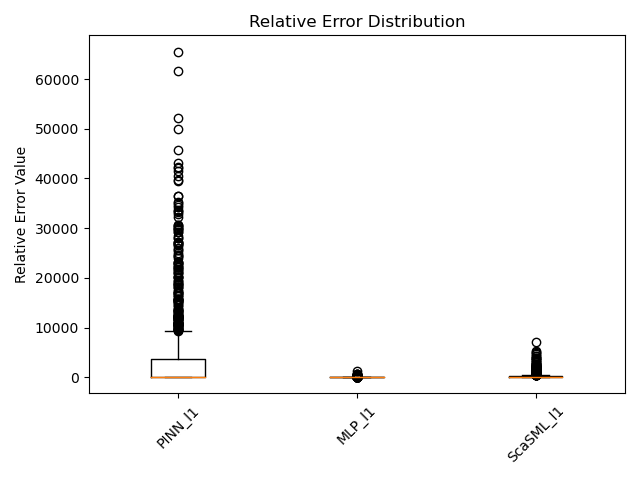 Relative Error Distribution
Relative Error Value
60000
50000
40000
30000
20000
10000
0
PINN_l1
MLP_l1
ScaSML_l1